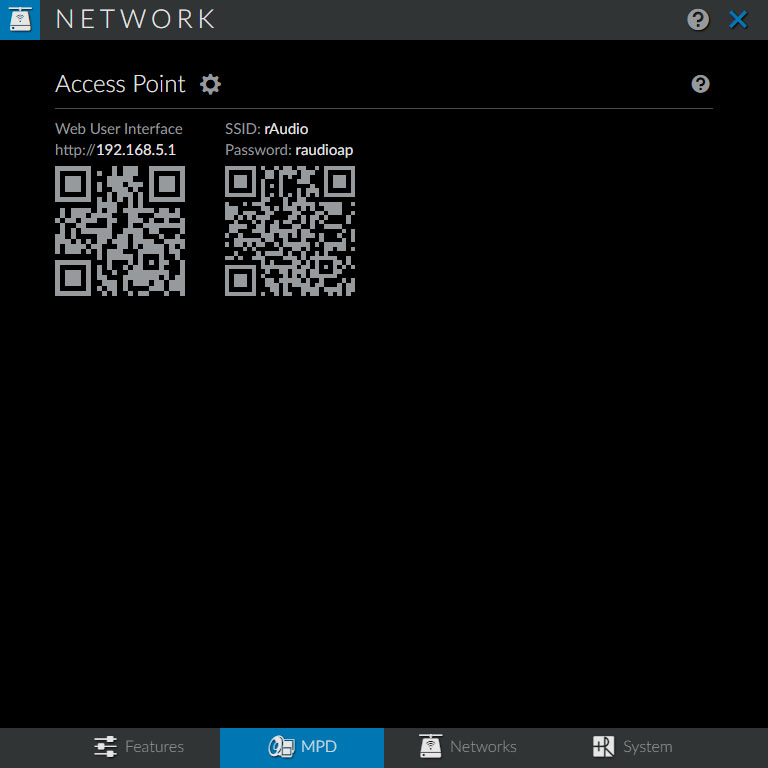 NETWORK
Access Point
Web User Interface
http://192.168.5.1
SSID: rAudio
Password: raudioap
Features
MPD
Networks
System